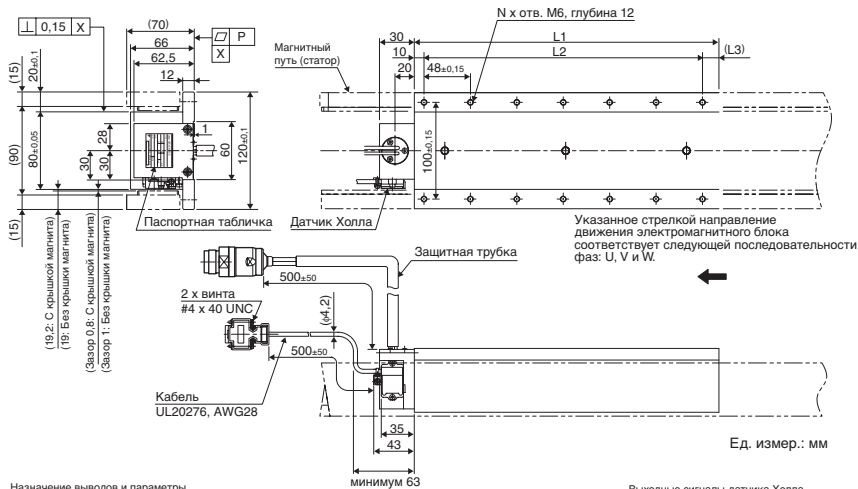 ⊥ 0,15 X
(70)
66
62,5
12
▱ P
X
(15)
20±0,1
(90)
80±0,05
28
30
30
1
60
120±0,1
(15)
Паспортная табличка
(19,2: С крышкой магнита)
(19: Без крышки магнита)
(Зазор 0,8: С крышкой магнита)
(Зазор 1: Без крышки магнита)
N x отв. M6, глубина 12
Магнитный
путь (статор)
30
L1
10
L2
(L3)
20
48±0,15
100±0,15
Датчик Холла
Указанное стрелкой направление
движения электромагнитного блока
соответствует следующей последовательности
фаз: U, V и W.
Защитная трубка
500±50
2 x винта
#4 x 40 UNC
(ϕ4,2)
500±50
Кабель
UL20276, AWG28
35
43
минимум 63
Ед. измер.: мм
Назначение выводов и параметры
Выходные сигналы датчика Холла